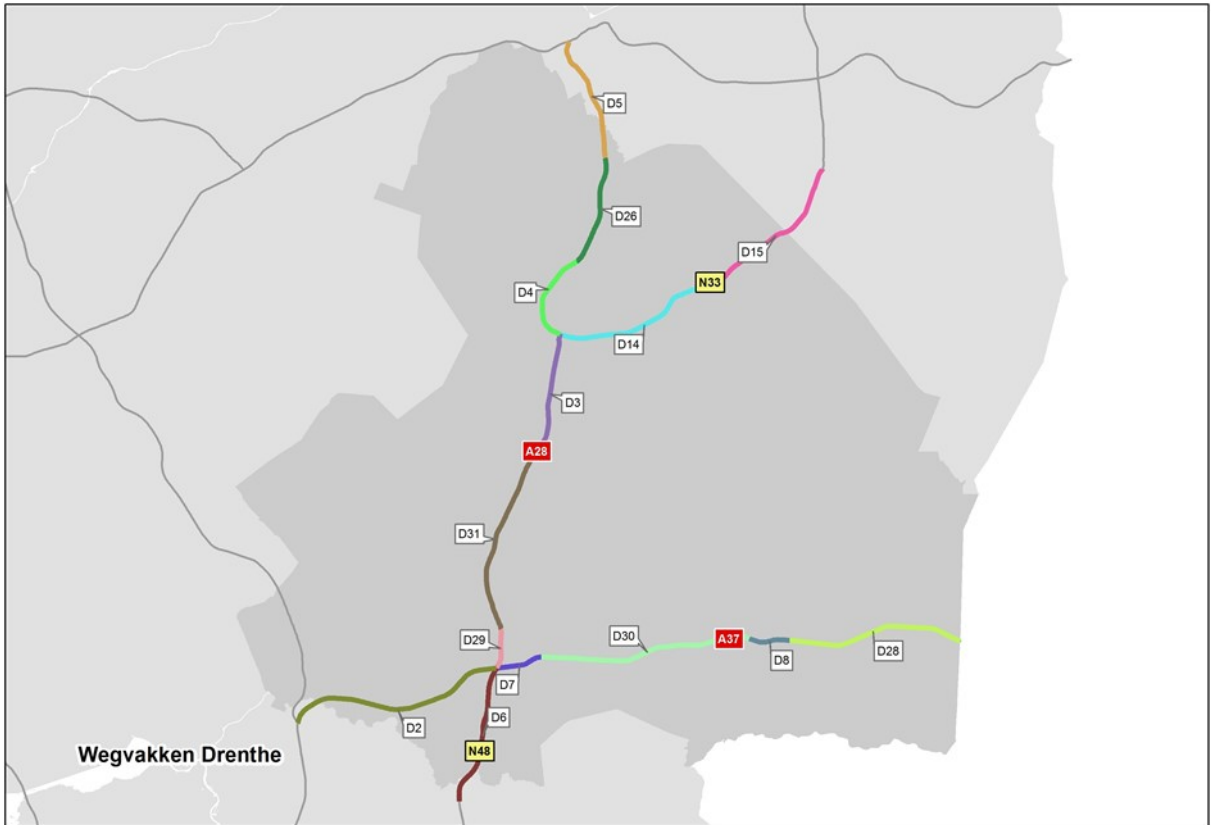 D5
D26
D15
N33
D4
D14
D3
A28
D31
D29
D30
A37
D8
D28
D7
D2
D6
N48
Wegvakken Drenthe